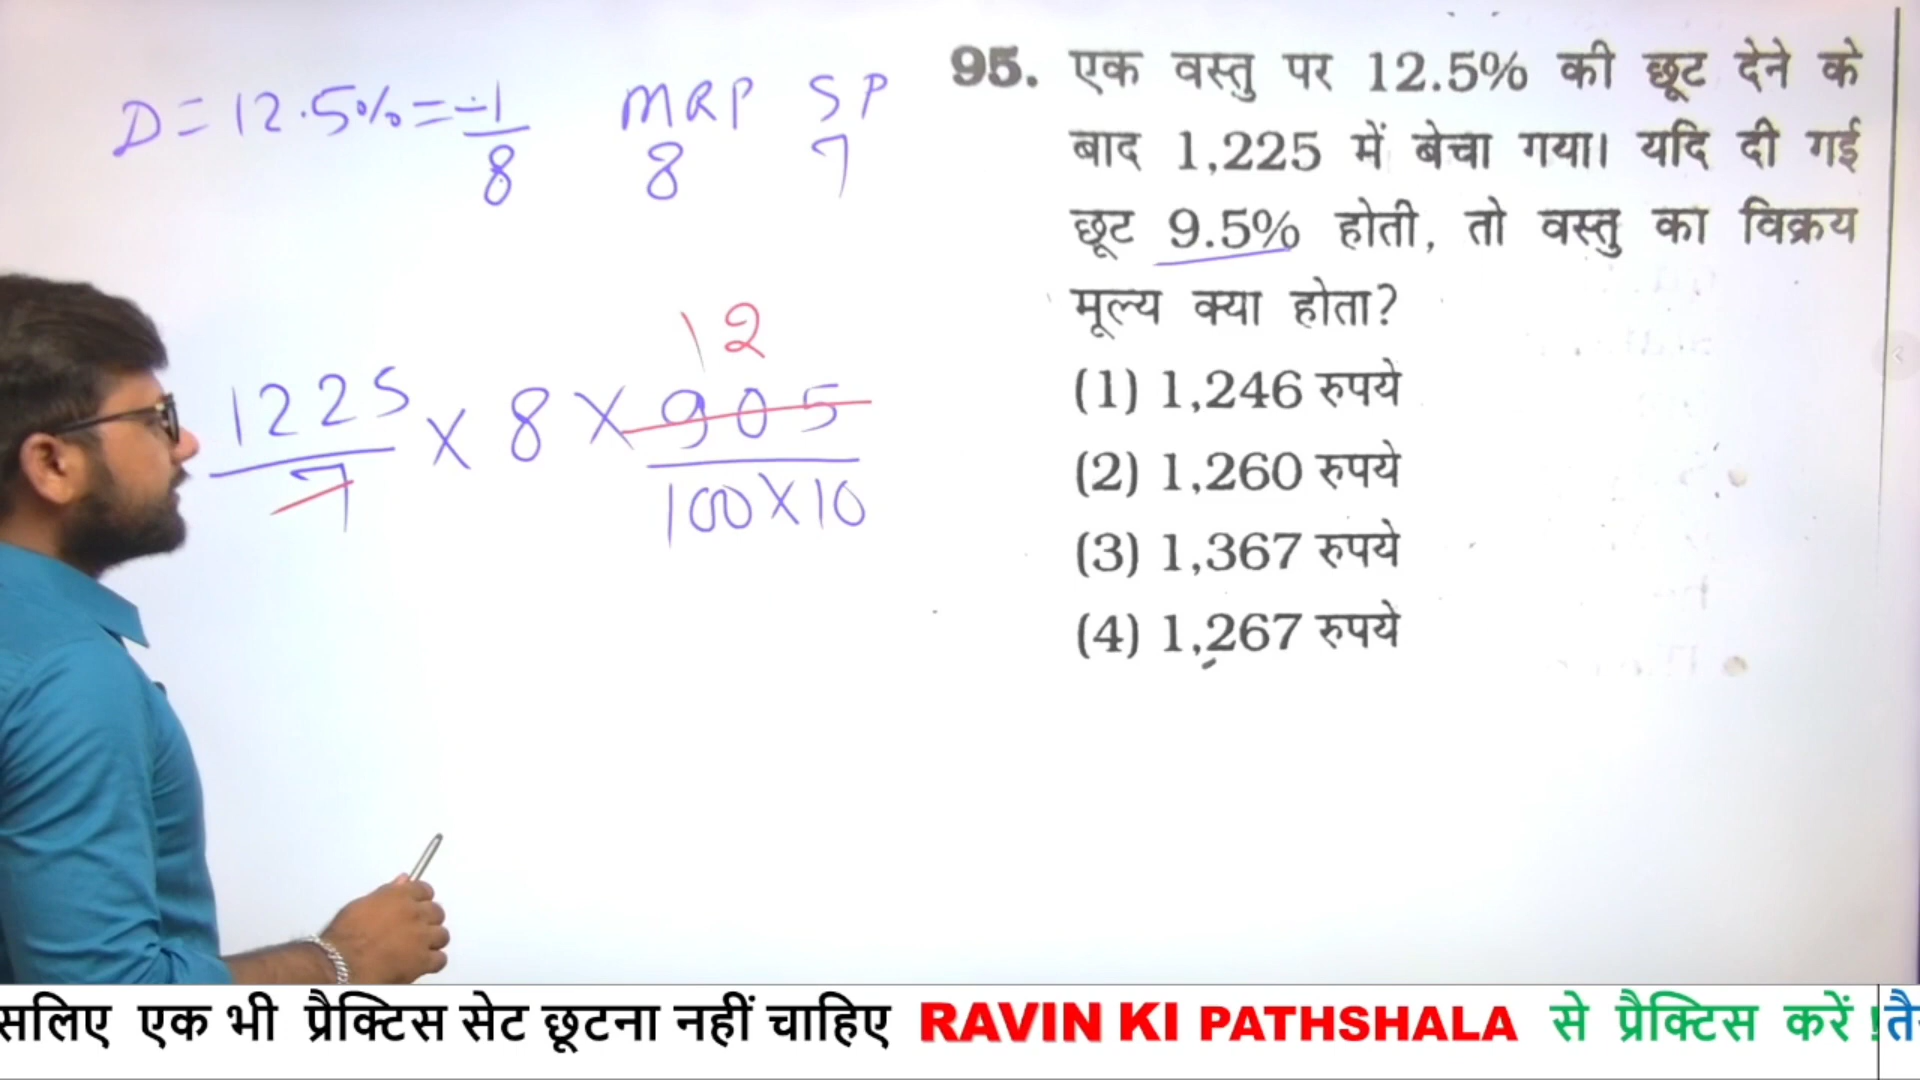 D = 12.5% = -1/8 MRP SP
8 7
12
1225/7 × 8 × 905/100×10
95. एक वस्तु पर 12.5% की छूट देने के
बाद 1,225 में बेचा गया। यदि दी गई
छूट 9.5% होती, तो वस्तु का विक्रय
मूल्य क्या होता?
(1) 1,246 रुपये
(2) 1,260 रुपये
(3) 1,367 रुपये
(4) 1,267 रुपये
सलिए एक भी प्रैक्टिस सेट छूटना नहीं चाहिए RAVIN KI PATHSHALA से प्रैक्टिस करें !